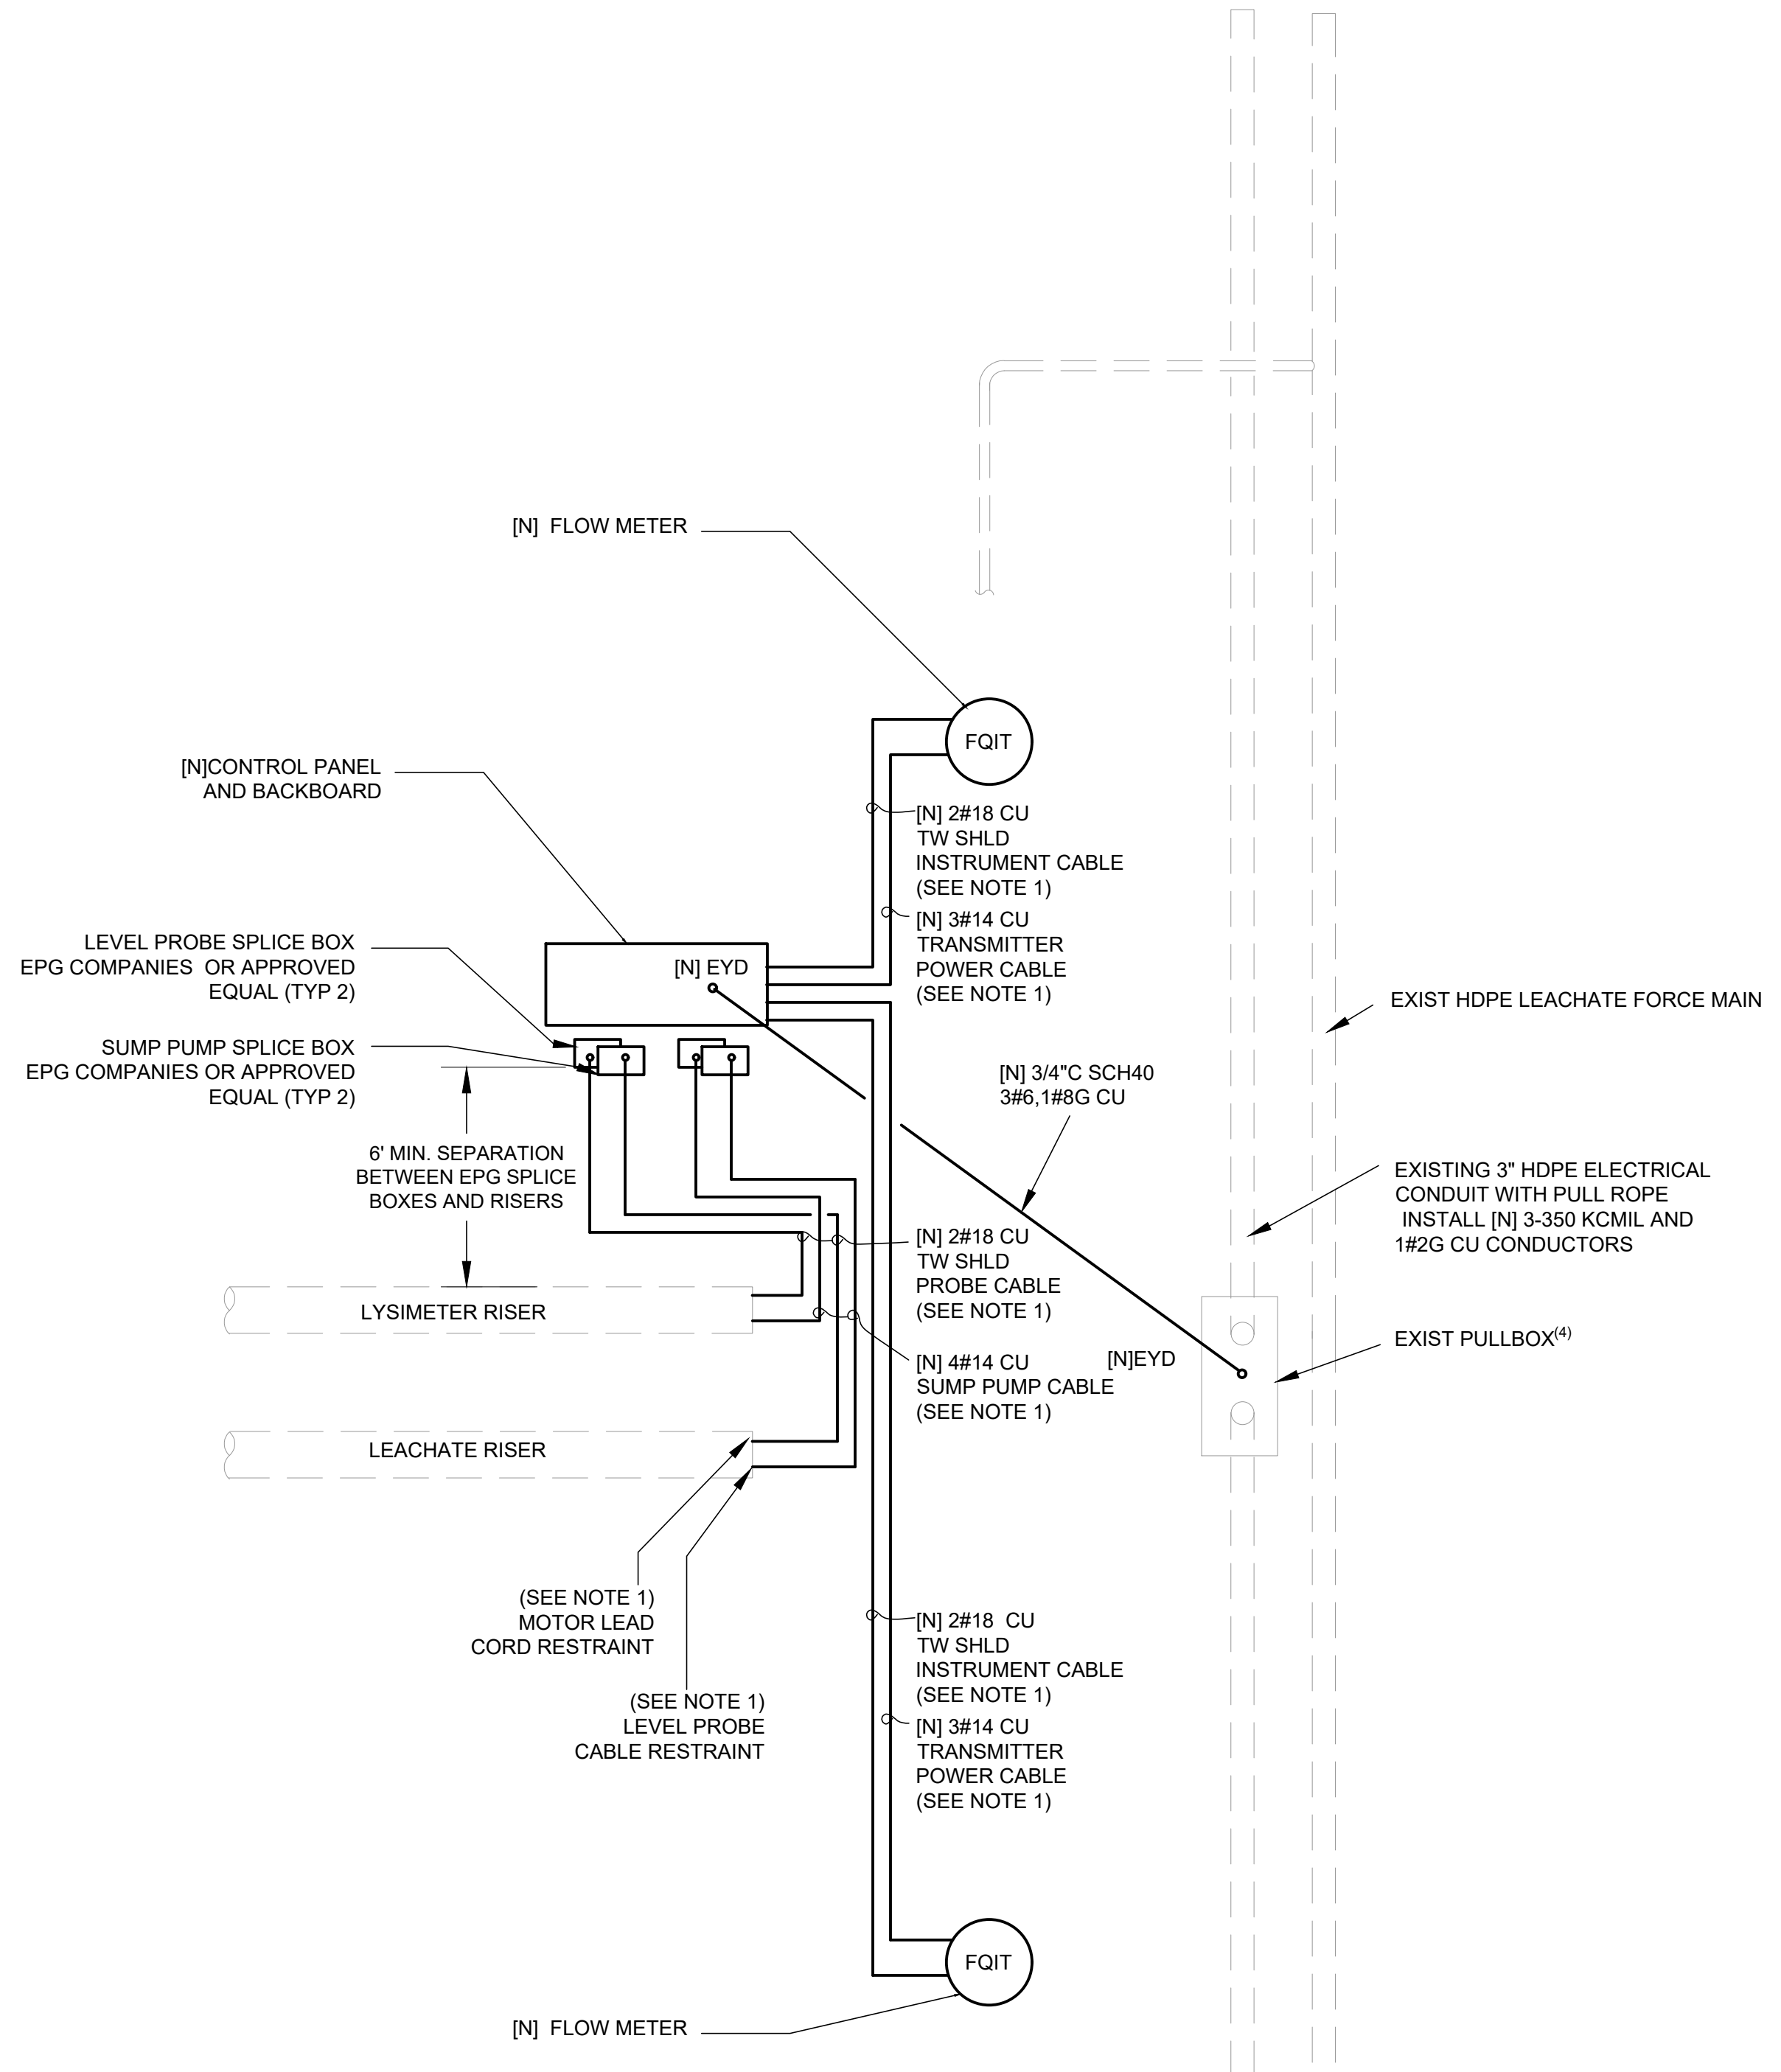 [N] FLOW METER
FQIT
[N]CONTROL PANEL
AND BACKBOARD
[N] 2#18 CU
TW SHLD
INSTRUMENT CABLE
(SEE NOTE 1)
[N] 3#14 CU
TRANSMITTER
POWER CABLE
(SEE NOTE 1)
LEVEL PROBE SPLICE BOX
EPG COMPANIES OR APPROVED
EQUAL (TYP 2)
[N] EYD
EXIST HDPE LEACHATE FORCE MAIN
SUMP PUMP SPLICE BOX
EPG COMPANIES OR APPROVED
EQUAL (TYP 2)
[N] 3/4"C SCH40
3#6,1#8G CU
6' MIN. SEPARATION
BETWEEN EPG SPLICE
BOXES AND RISERS
EXISTING 3" HDPE ELECTRICAL
CONDUIT WITH PULL ROPE
INSTALL [N] 3-350 KCMIL AND
1#2G CU CONDUCTORS
[N] 2#18 CU
TW SHLD
PROBE CABLE
(SEE NOTE 1)
LYSIMETER RISER
EXIST PULLBOX(4)
[N] 4#14 CU
SUMP PUMP CABLE
(SEE NOTE 1)
[N]EYD
LEACHATE RISER
(SEE NOTE 1)
MOTOR LEAD
CORD RESTRAINT
(SEE NOTE 1)
LEVEL PROBE
CABLE RESTRAINT
[N] 2#18 CU
TW SHLD
INSTRUMENT CABLE
(SEE NOTE 1)
[N] 3#14 CU
TRANSMITTER
POWER CABLE
(SEE NOTE 1)
FQIT
[N] FLOW METER